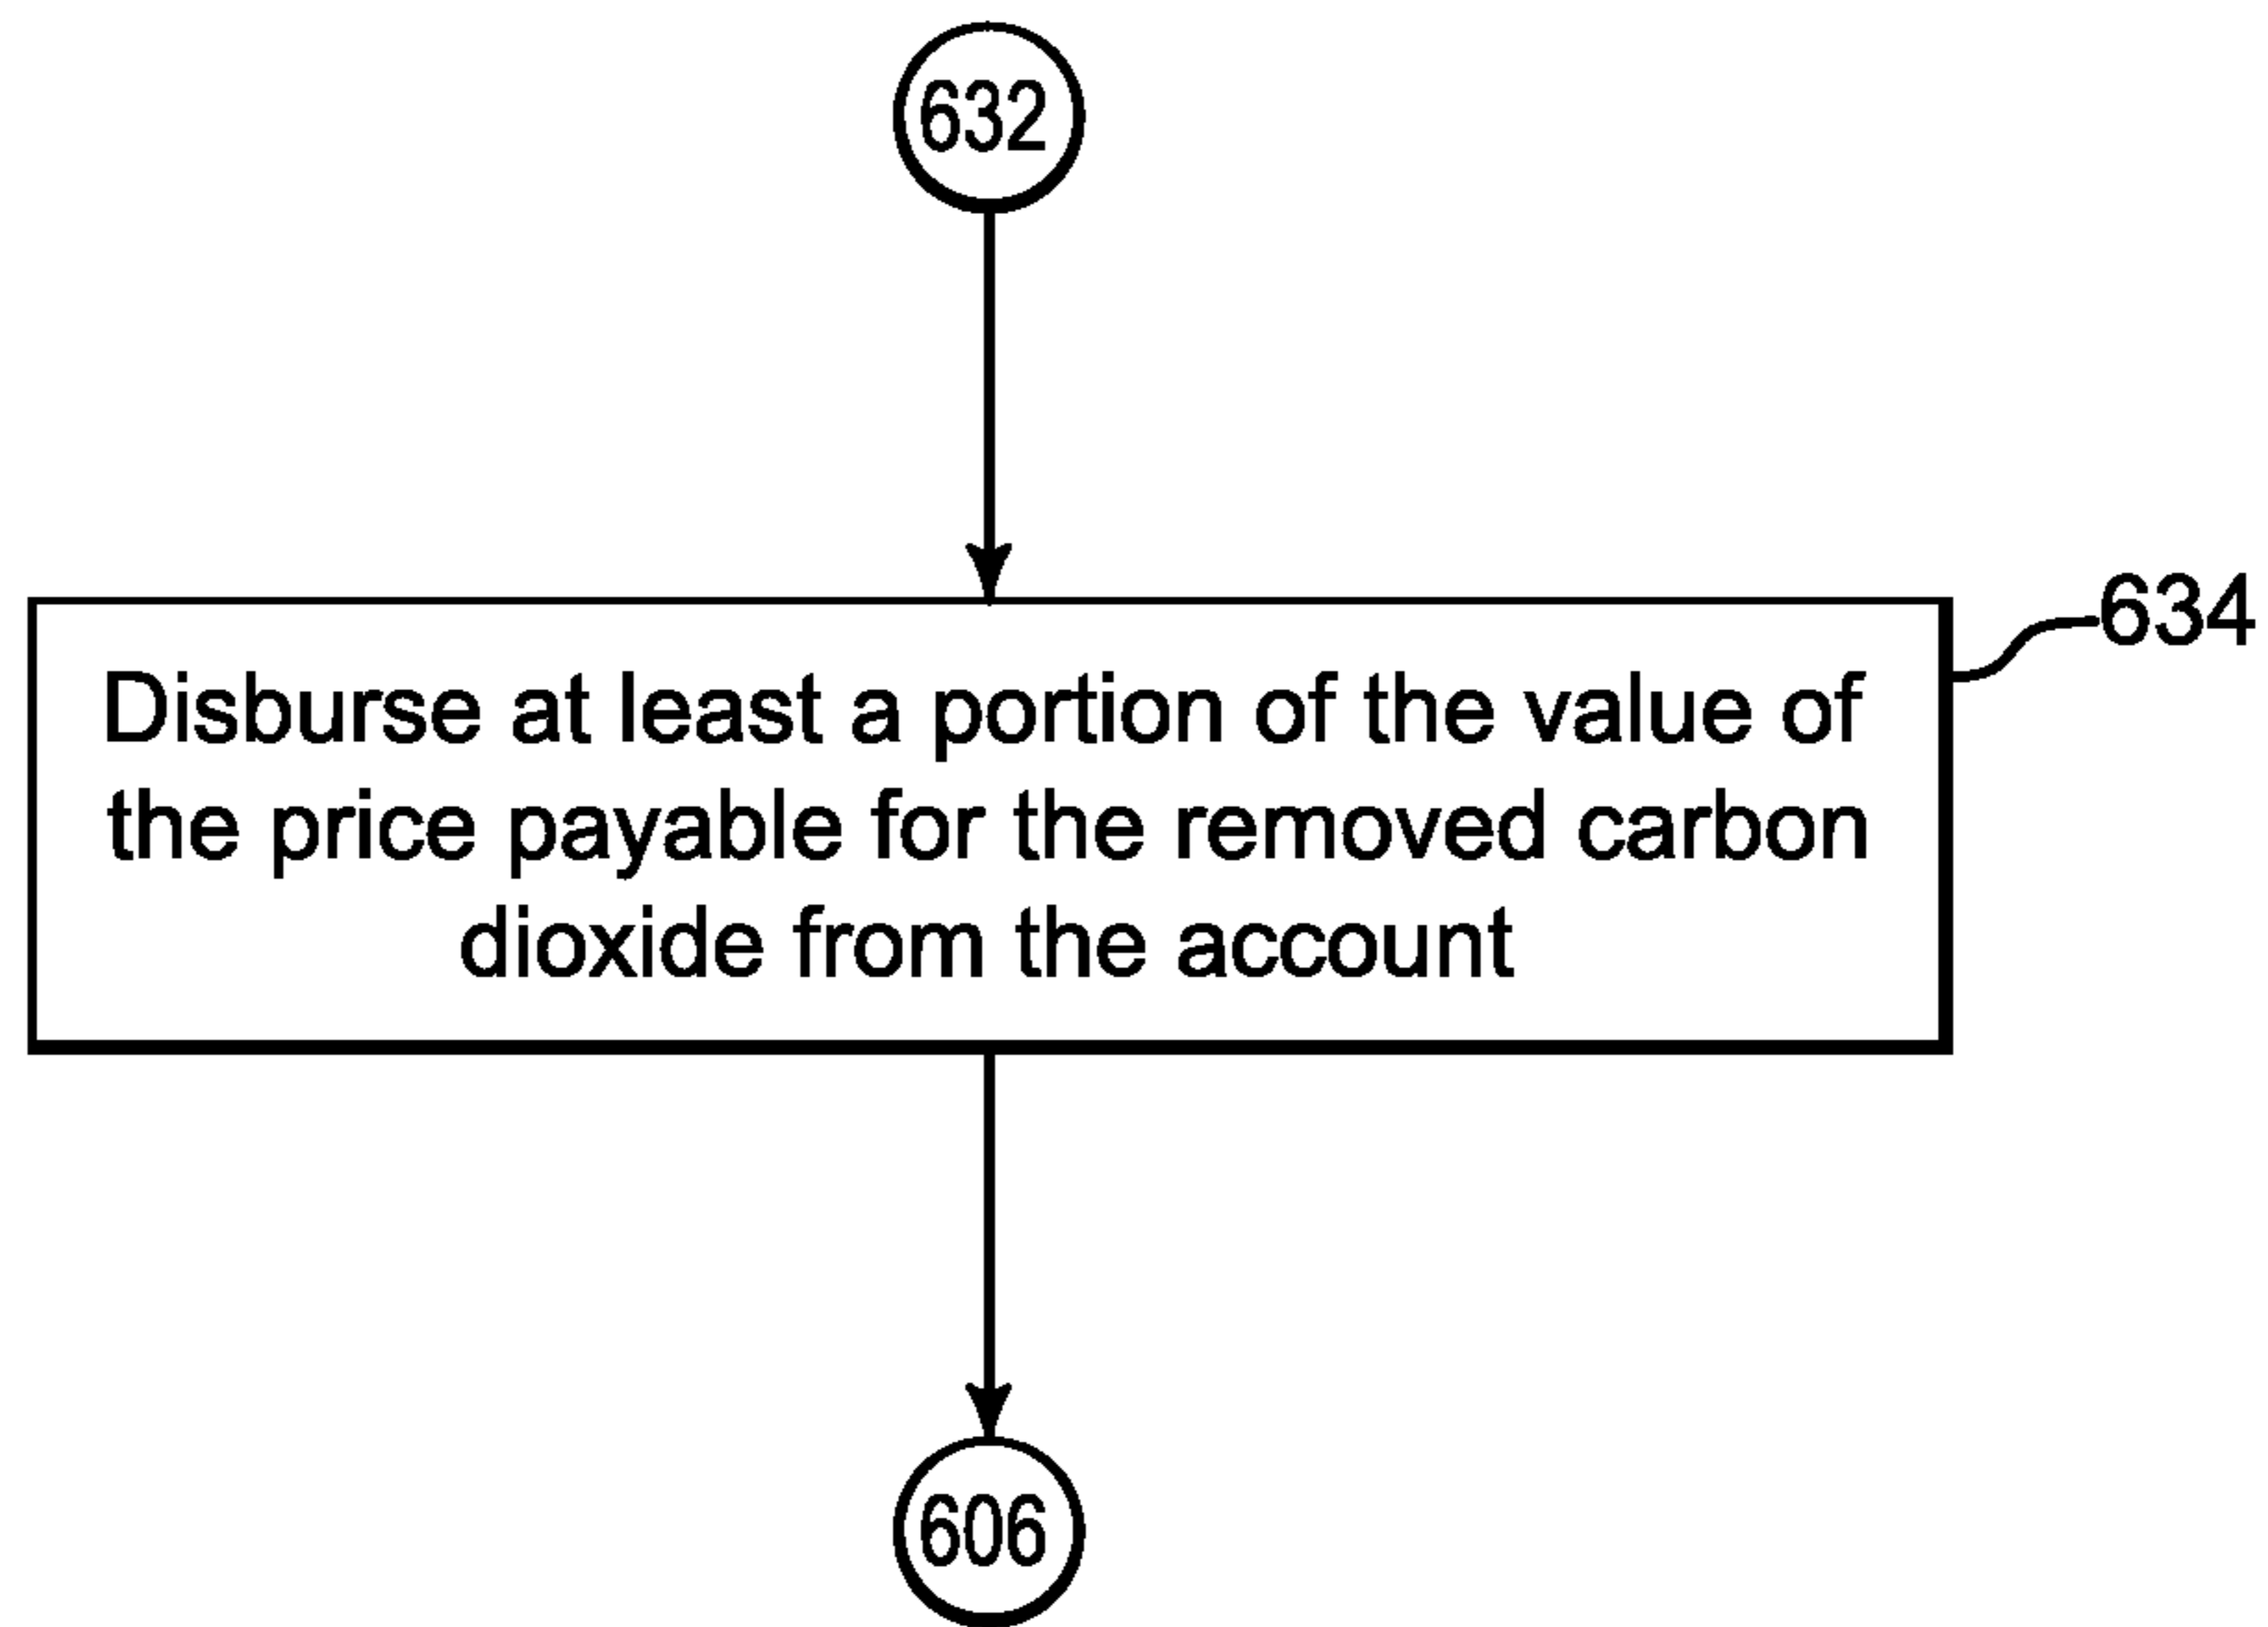 632
634
Disburse at least a portion of the value of
the price payable for the removed carbon
dioxide from the account
606